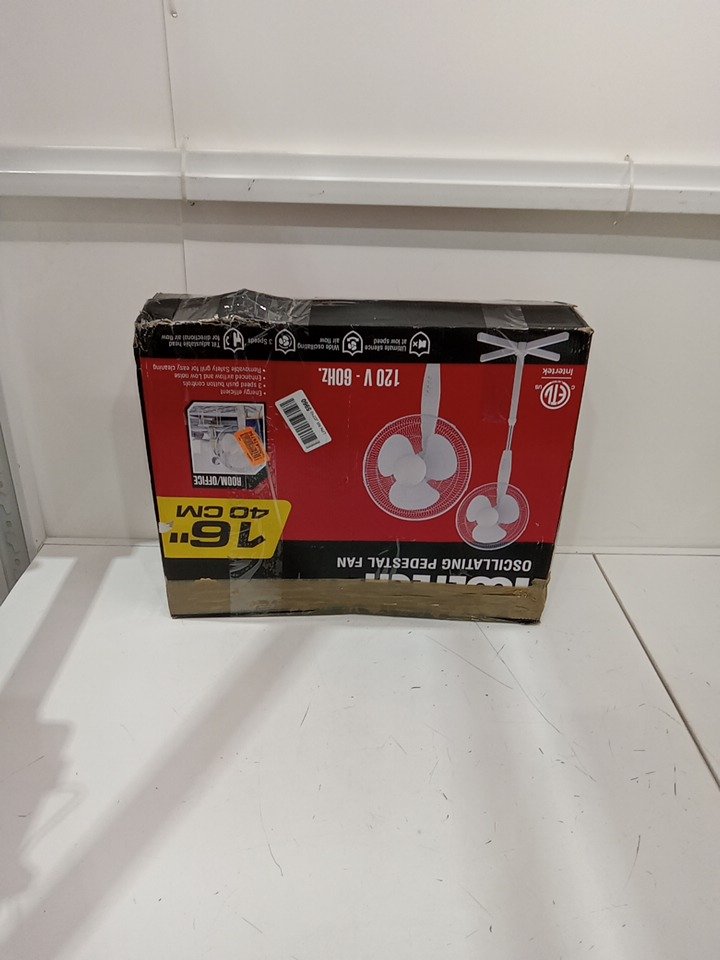 OSCILLATING PEDESTAL FAN
16"
40 CM
ROOM/OFFICE
• Energy efficient
• 3 speed push button controls
• Enhanced airflow and Low noise
• Removable Safety grill for easy cleaning
120 V - 60Hz.
ETL
C
US
Intertek
Ultimate silence
at low speed
Wide oscillating
air flow
3 Speeds
Tilt adjustable head
for directional air flow